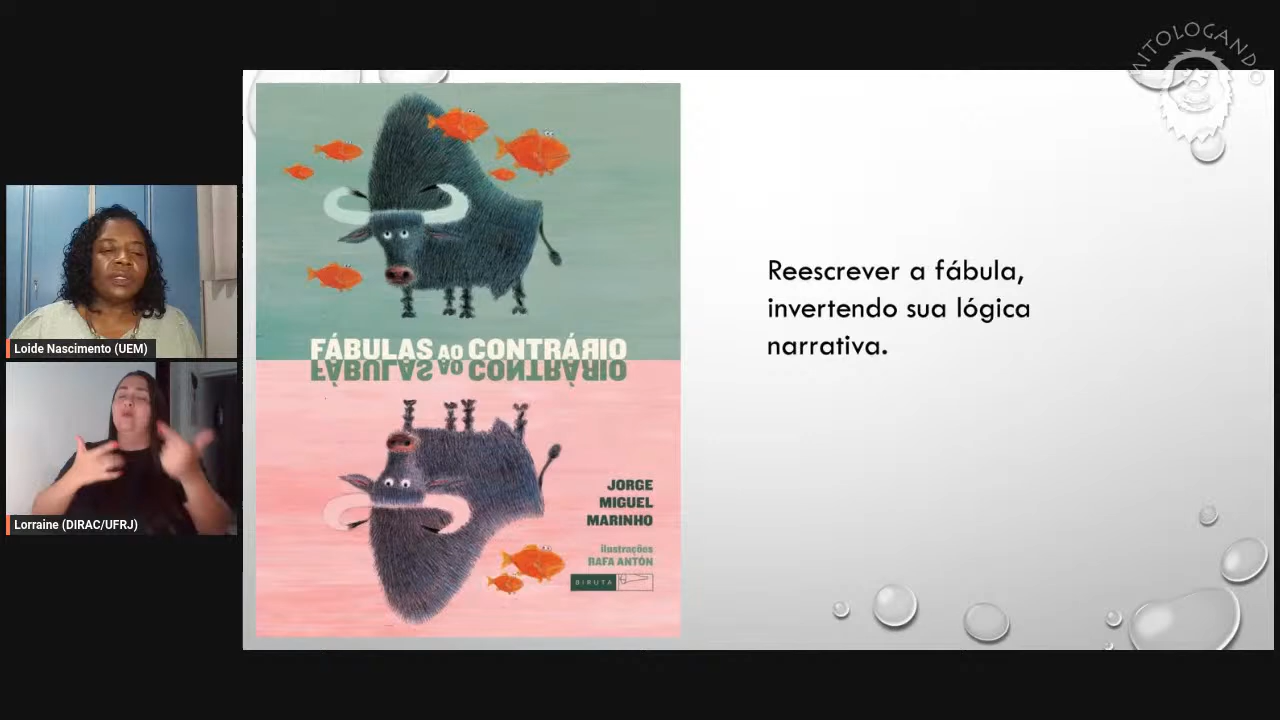 MITOLOGANDO
FÁBULAS AO CONTRÁRIO
FÁBULAS AO CONTRÁRIO
JORGE
MIGUEL
MARINHO
ilustrações
RAFA ANTÓN
BIRUTA
Reescrever a fábula,
invertendo sua lógica
narrativa.
Loide Nascimento (UEM)
Lorraine (DIRAC/UFRJ)